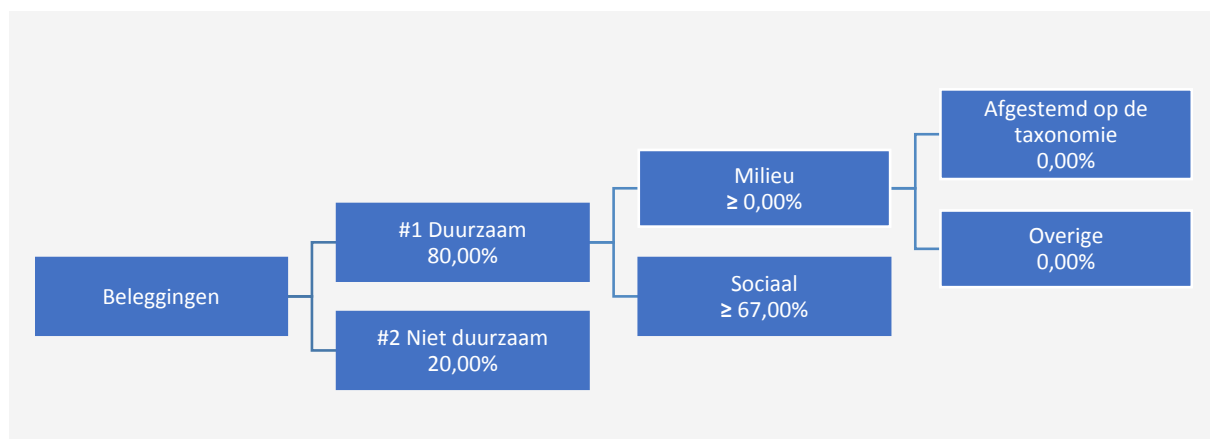 Beleggingen
#1 Duurzaam
80,00%
#2 Niet duurzaam
20,00%
Milieu
≥ 0,00%
Sociaal
≥ 67,00%
Afgestemd op de
taxonomie
0,00%
Overige
0,00%